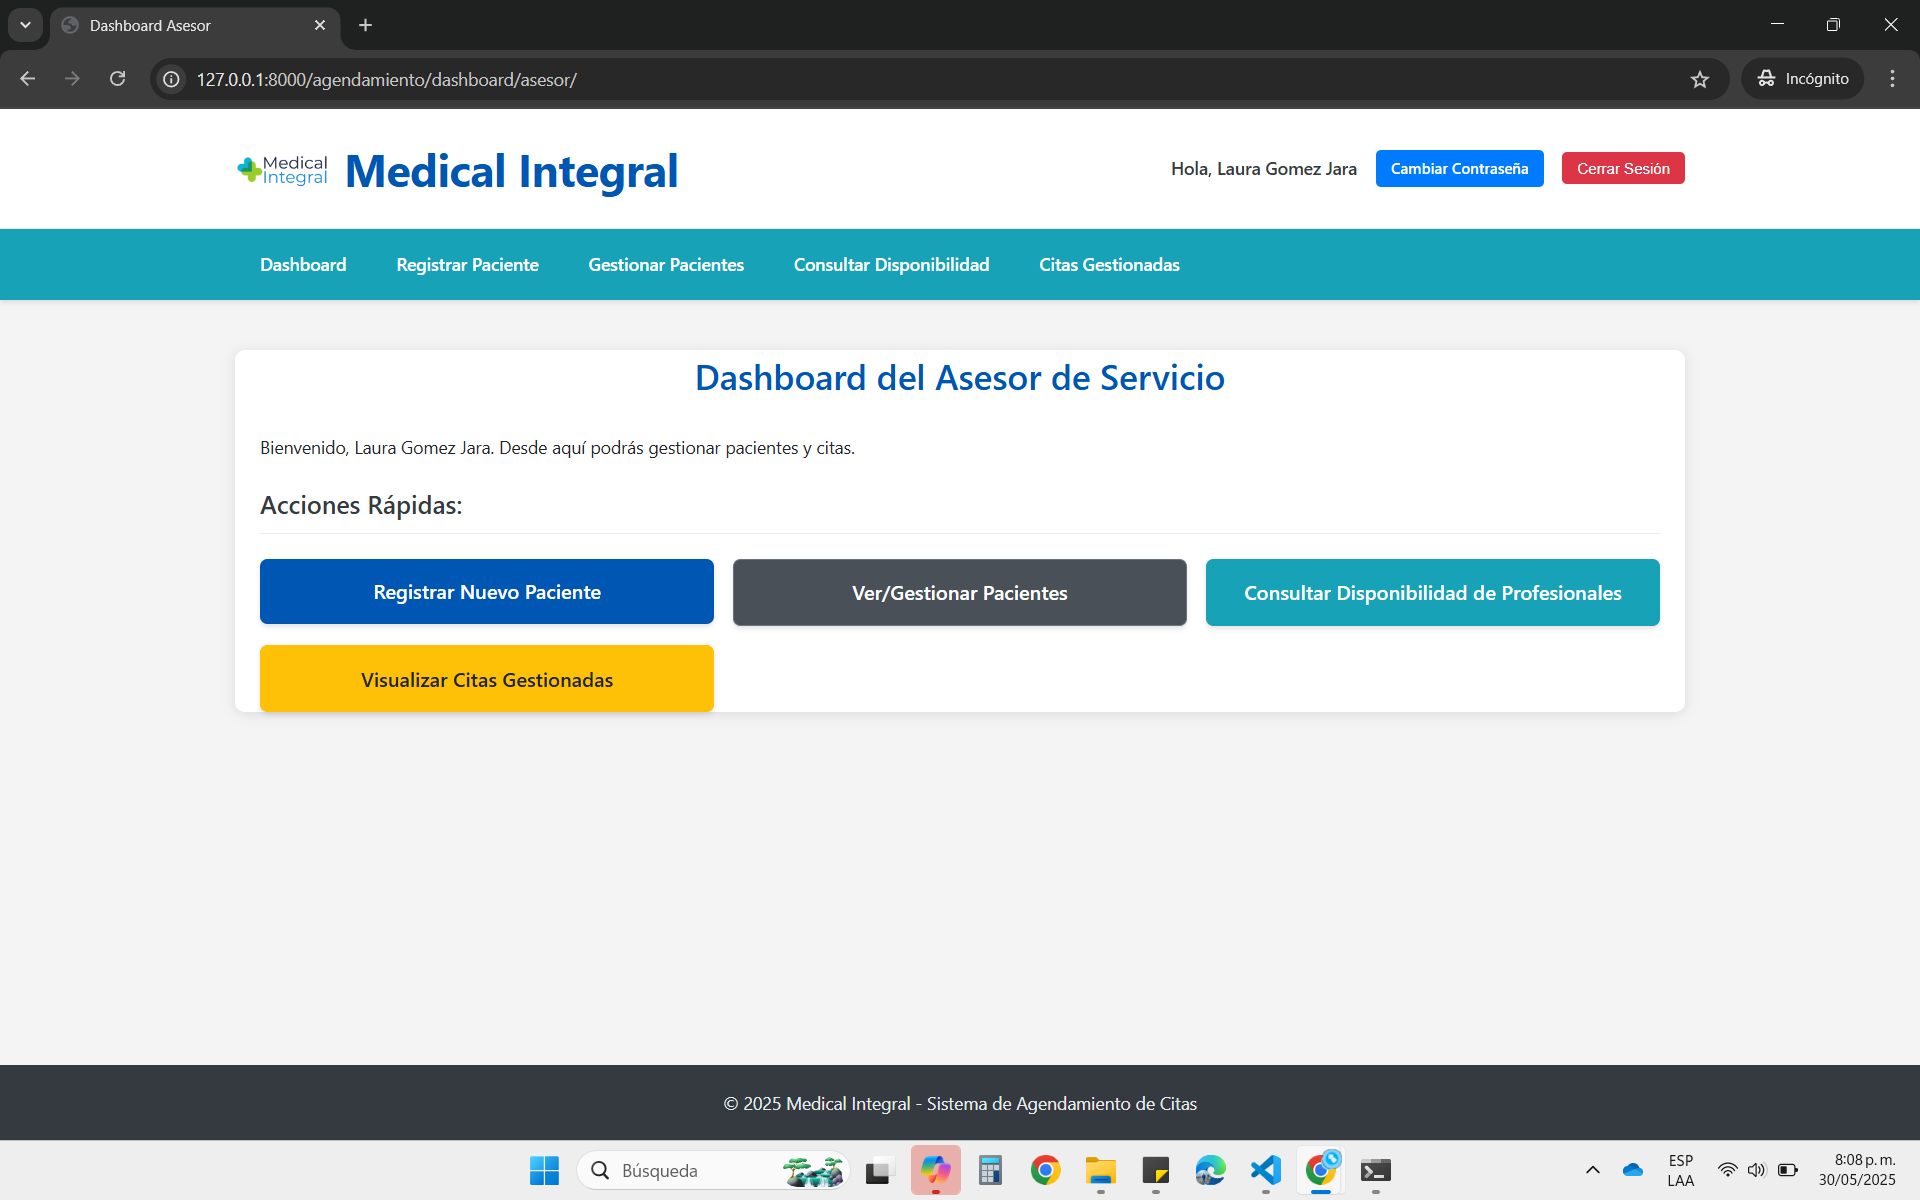 Dashboard Asesor
127.0.0.1:8000/agendamiento/dashboard/asesor/
Incógnito
Medical Integral
Medical Integral
Hola, Laura Gomez Jara
Cambiar Contraseña
Cerrar Sesión
Dashboard
Registrar Paciente
Gestionar Pacientes
Consultar Disponibilidad
Citas Gestionadas
Dashboard del Asesor de Servicio
Bienvenido, Laura Gomez Jara. Desde aquí podrás gestionar pacientes y citas.
Acciones Rápidas:
Registrar Nuevo Paciente
Ver/Gestionar Pacientes
Consultar Disponibilidad de Profesionales
Visualizar Citas Gestionadas
© 2025 Medical Integral - Sistema de Agendamiento de Citas
Búsqueda
ESP
LAA
8:08 p. m.
30/05/2025